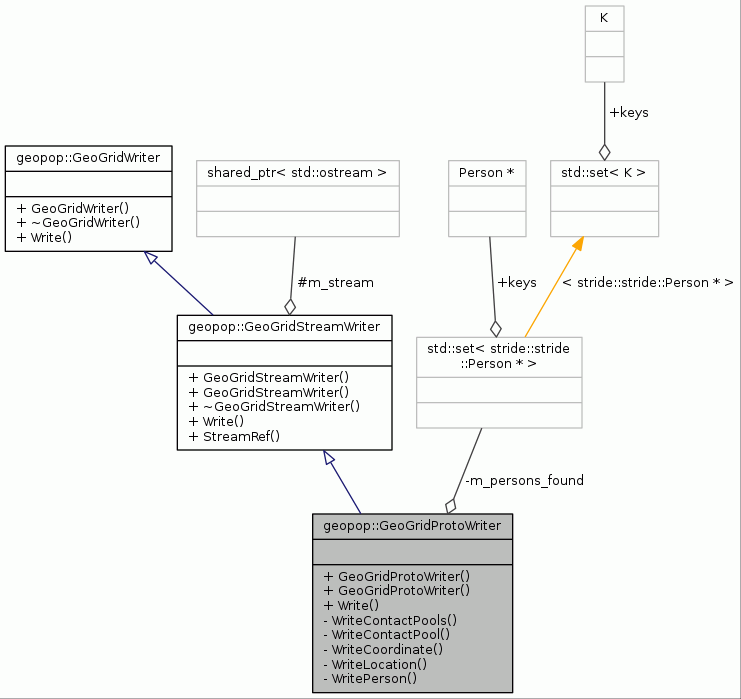 K
+keys
geopop::GeoGridWriter
+ GeoGridWriter()
+ ~GeoGridWriter()
+ Write()
shared_ptr< std::ostream >
Person *
std::set< K >
#m_stream
+keys
< stride::stride::Person * >
geopop::GeoGridStreamWriter
+ GeoGridStreamWriter()
+ GeoGridStreamWriter()
+ ~GeoGridStreamWriter()
+ Write()
+ StreamRef()
std::set< stride::stride
::Person * >
-m_persons_found
geopop::GeoGridProtoWriter
+ GeoGridProtoWriter()
+ GeoGridProtoWriter()
+ Write()
- WriteContactPools()
- WriteContactPool()
- WriteCoordinate()
- WriteLocation()
- WritePerson()